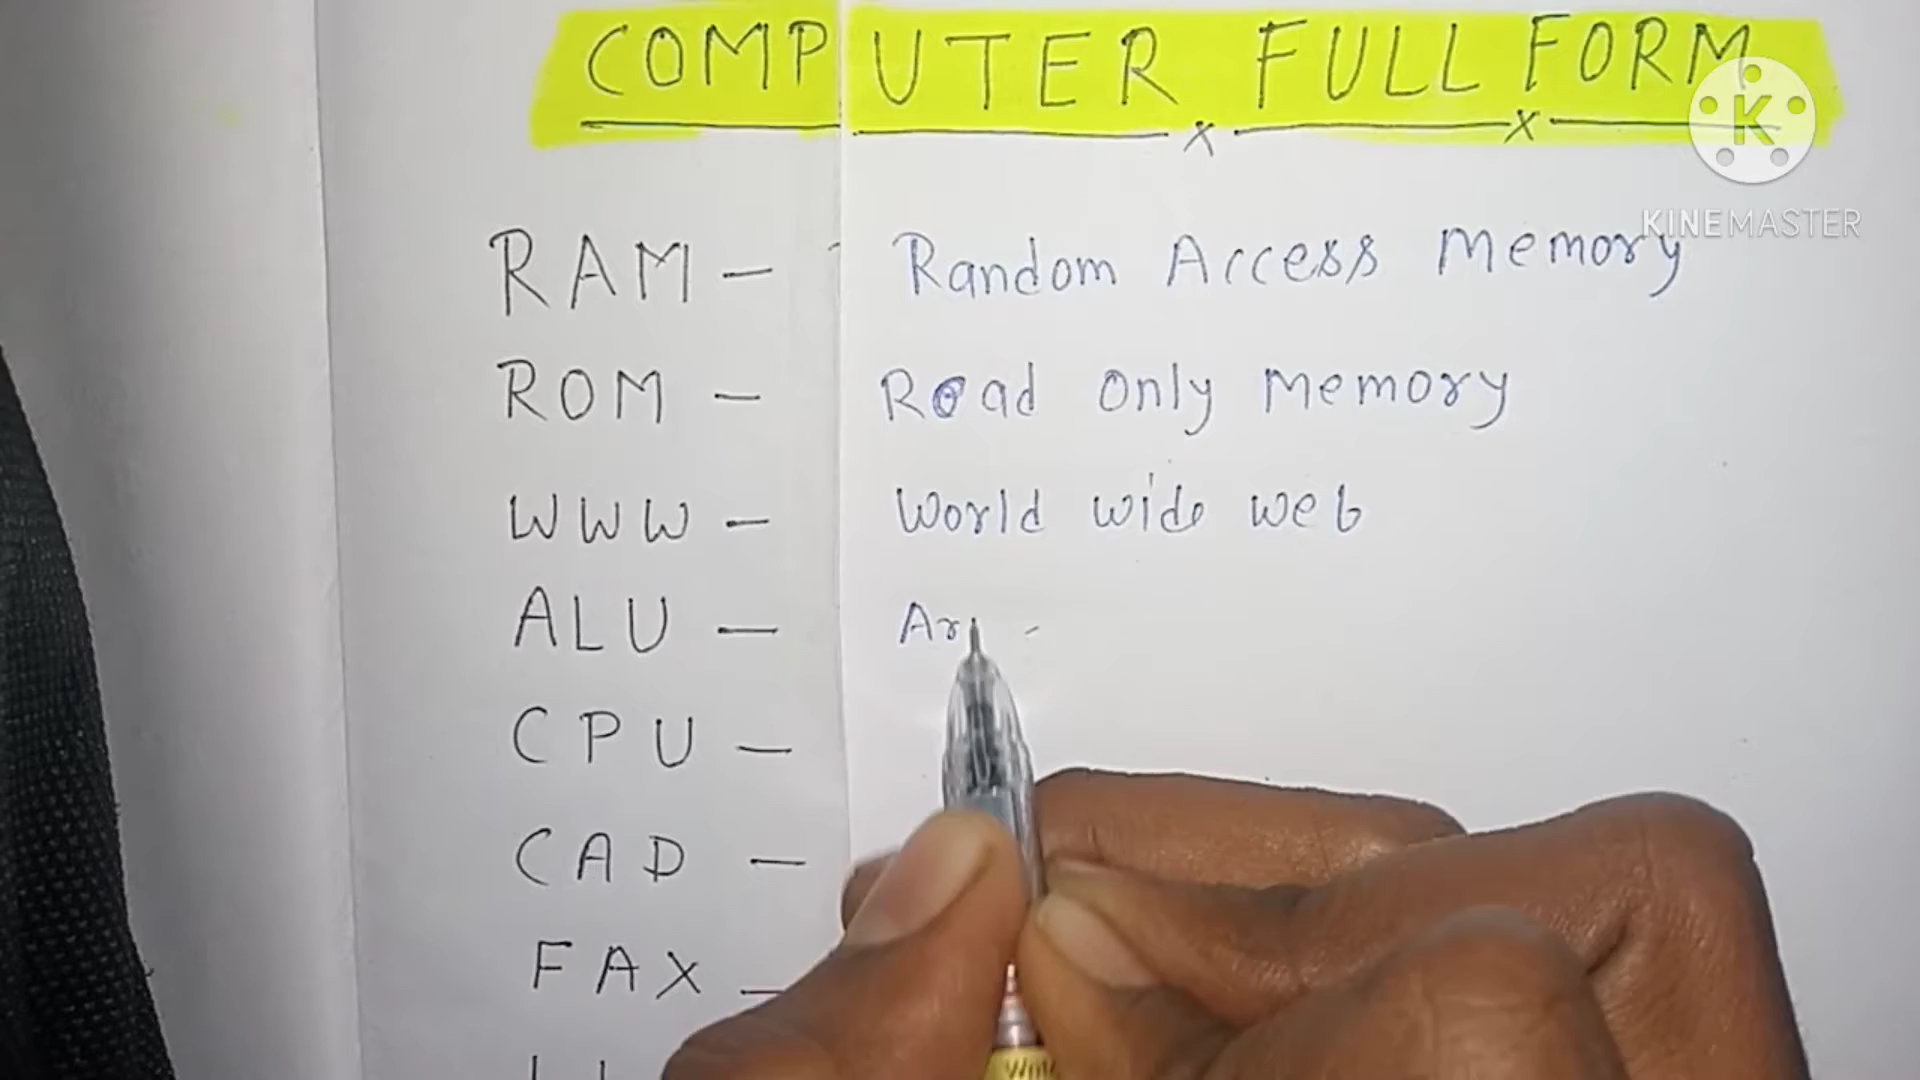 COMPUTER FULL FORM
K
KINEMASTER
RAM - Random Access Memory
ROM - Read Only Memory
WWW - World wide web
ALU - Ar
CPU -
CAD -
FAX -